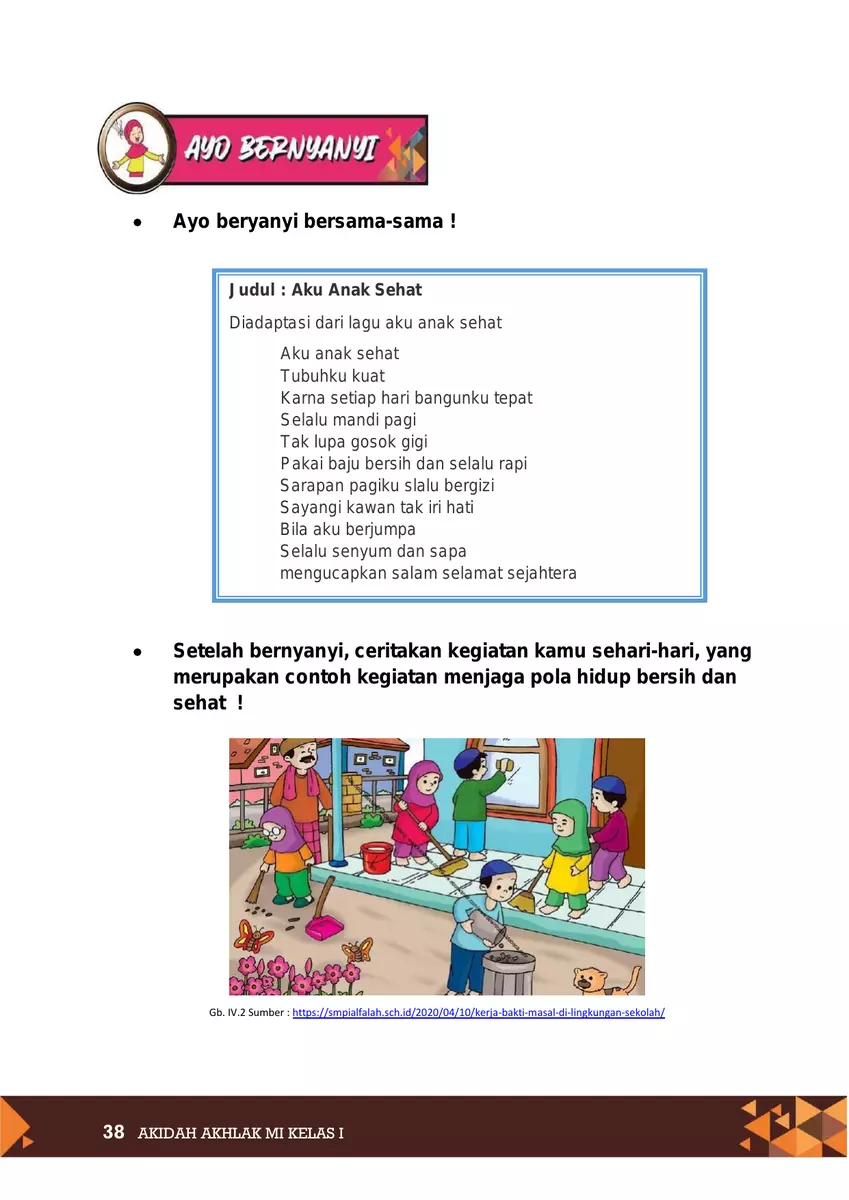 AYO BERNYANYI
• Ayo beryanyi bersama-sama !
Judul : Aku Anak Sehat
Diadaptasi dari lagu aku anak sehat
Aku anak sehat
Tubuhku kuat
Karna setiap hari bangunku tepat
Selalu mandi pagi
Tak lupa gosok gigi
Pakai baju bersih dan selalu rapi
Sarapan pagiku slalu bergizi
Sayangi kawan tak iri hati
Bila aku berjumpa
Selalu senyum dan sapa
mengucapkan salam selamat sejahtera
• Setelah bernyanyi, ceritakan kegiatan kamu sehari-hari, yang
merupakan contoh kegiatan menjaga pola hidup bersih dan
sehat !
Gb. IV.2 Sumber : https://smpialfalah.sch.id/2020/04/10/kerja-bakti-masal-di-lingkungan-sekolah/
38 AKIDAH AKHLAK MI KELAS I